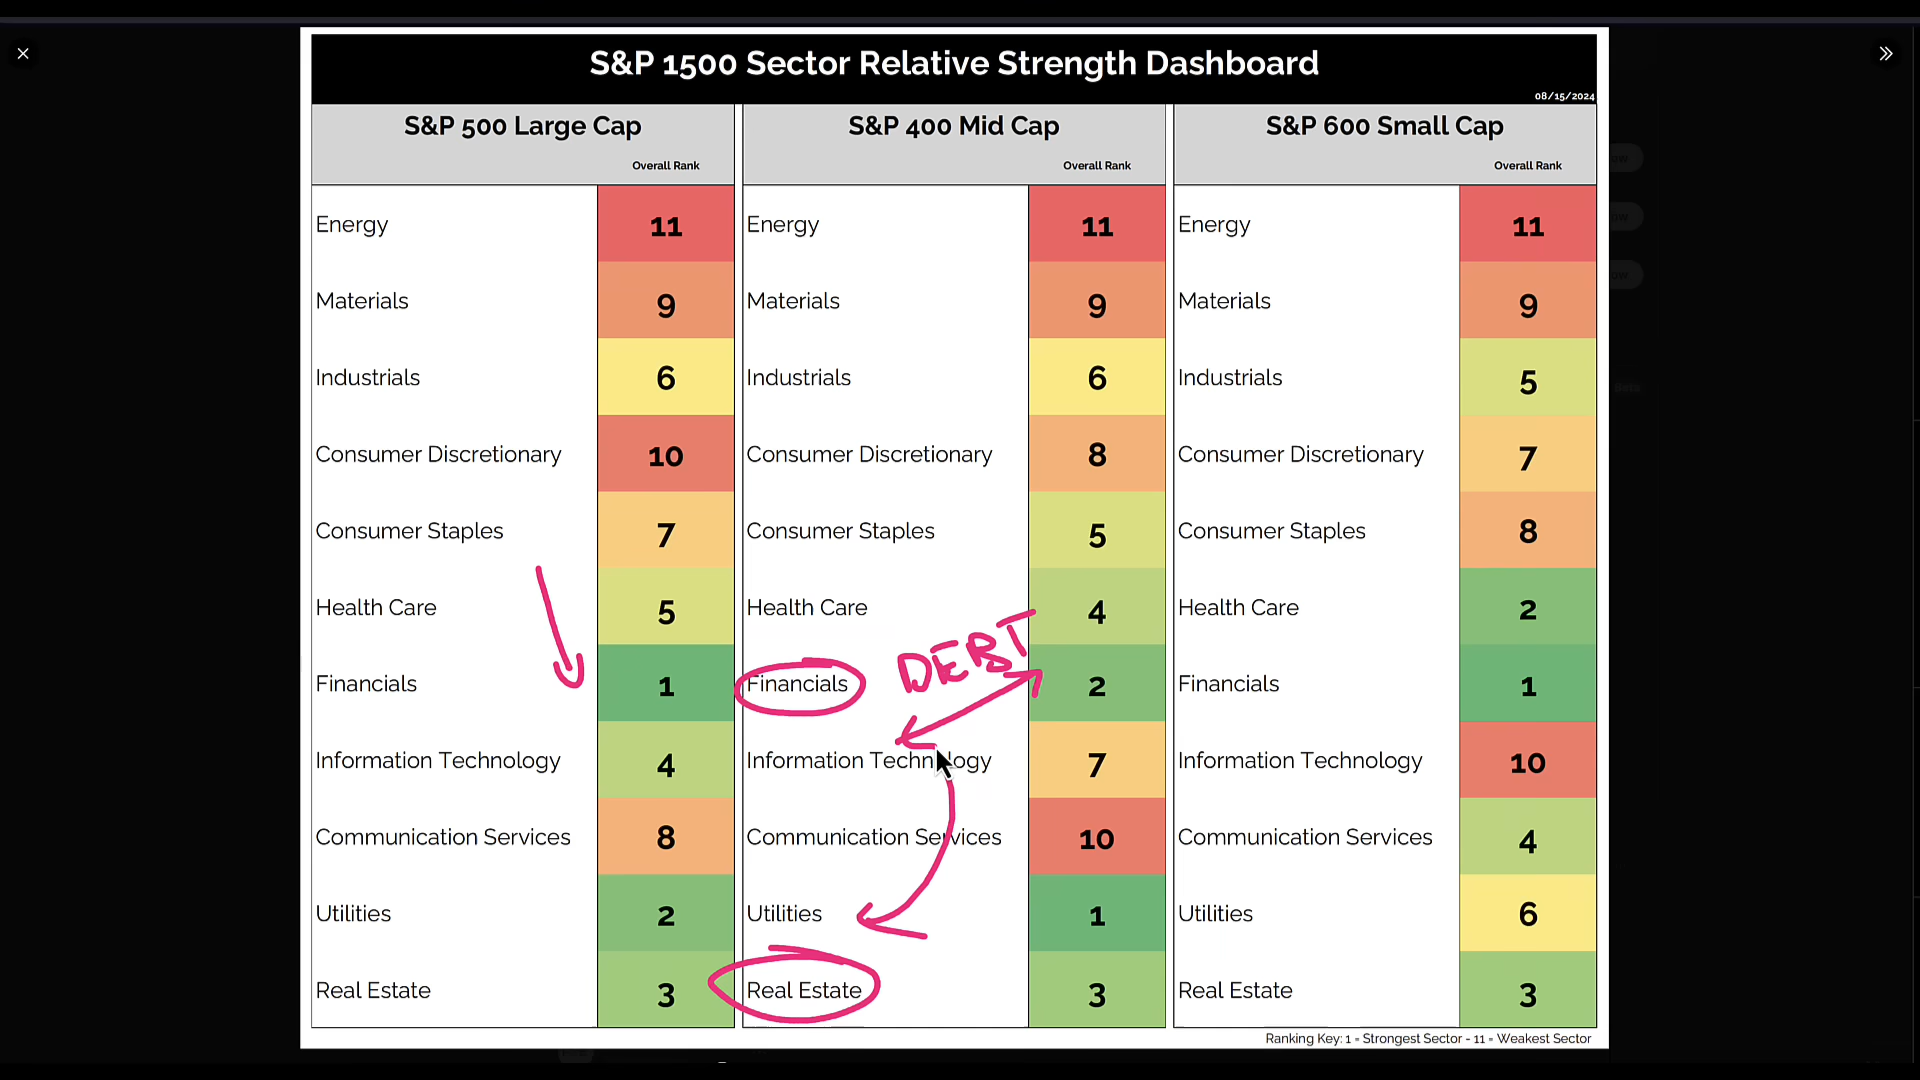 S&P 1500 Sector Relative Strength Dashboard
08/15/2024
S&P 500 Large Cap
Overall Rank
Energy 11
Materials 9
Industrials 6
Consumer Discretionary 10
Consumer Staples 7
Health Care 5
Financials 1
Information Technology 4
Communication Services 8
Utilities 2
Real Estate 3
S&P 400 Mid Cap
Overall Rank
Energy 11
Materials 9
Industrials 6
Consumer Discretionary 8
Consumer Staples 5
Health Care 4
DEBT
Financials 2
Information Technology 7
Communication Services 10
Utilities 1
Real Estate 3
S&P 600 Small Cap
Overall Rank
Energy 11
Materials 9
Industrials 5
Consumer Discretionary 7
Consumer Staples 8
Health Care 2
Financials 1
Information Technology 10
Communication Services 4
Utilities 6
Real Estate 3
Ranking Key: 1 = Strongest Sector - 11 = Weakest Sector